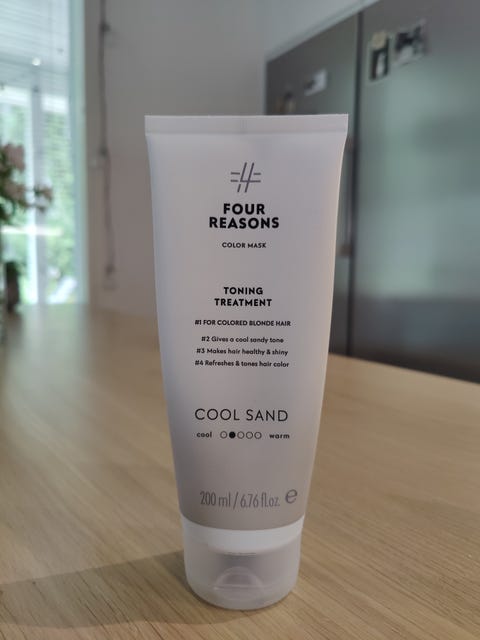 FOUR
REASONS
COLOR MASK
TONING
TREATMENT
#1 FOR COLORED BLONDE HAIR
#2 Gives a cool sandy tone
#3 Makes hair healthy & shiny
#4 Refreshes & tones hair color
COOL SAND
cool warm
200 ml / 6.76 fl.oz. ℮